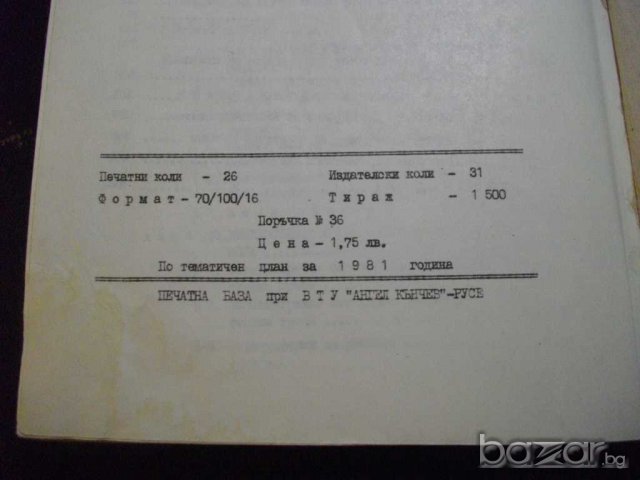 Печатни коли - 26 Издателски коли - 31
Формат - 70/100/16 Тираж - 1 500
Поръчка № 36
Цена - 1,75 лв.
По тематичен план за 1981 година
ПЕЧАТНА БАЗА при ВТУ "АНГЕЛ КЪНЧЕВ"-РУСЕ
bazar.bg